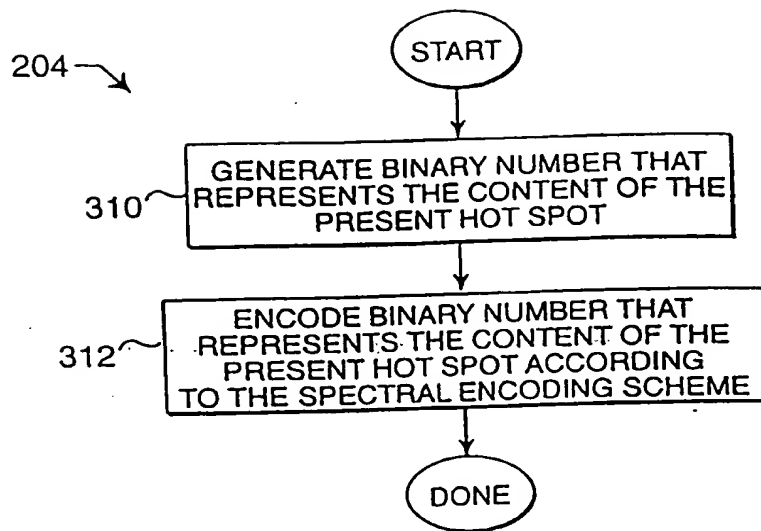 204
START
310
GENERATE BINARY NUMBER THAT
REPRESENTS THE CONTENT OF THE
PRESENT HOT SPOT
312
ENCODE BINARY NUMBER THAT
REPRESENTS THE CONTENT OF THE
PRESENT HOT SPOT ACCORDING
TO THE SPECTRAL ENCODING SCHEME
DONE